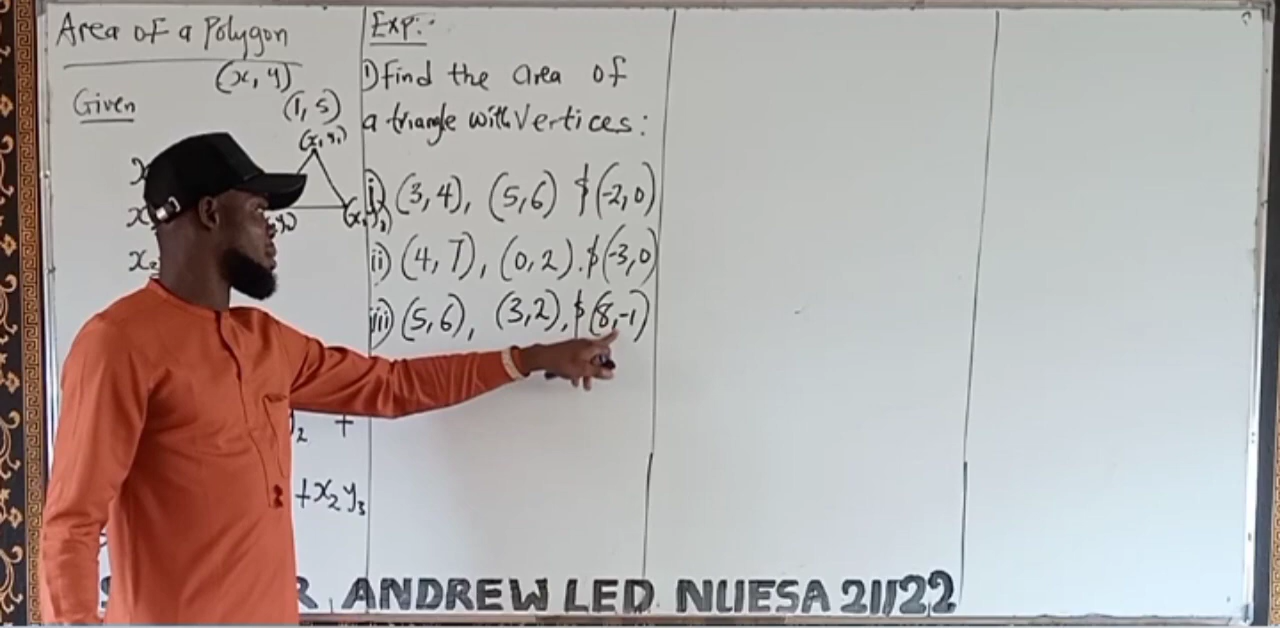 Area of a Polygon
(x, y)
Given
(1, 5)
(x, y,)
x
x
x₂
₂ +
+x₂y₃
Exp:-
1) Find the area of
a triangle with Vertices:
i) (3,4), (5,6) $ (-2,0)
ii) (4,7), (0,2). $ (-3,0)
iii) (5,6), (3,2), $ (8,-1)
R. ANDREW LED NUESA 21/22